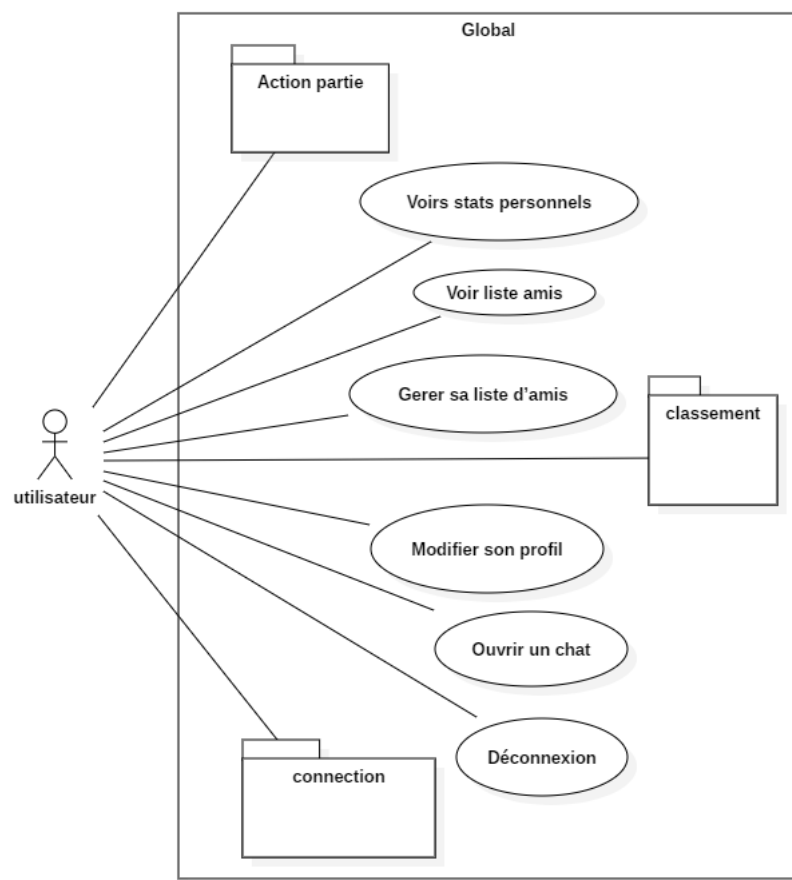 Global
Action partie
Voirs stats personnels
Voir liste amis
Gerer sa liste d’amis
classement
utilisateur
Modifier son profil
Ouvrir un chat
Déconnexion
connection